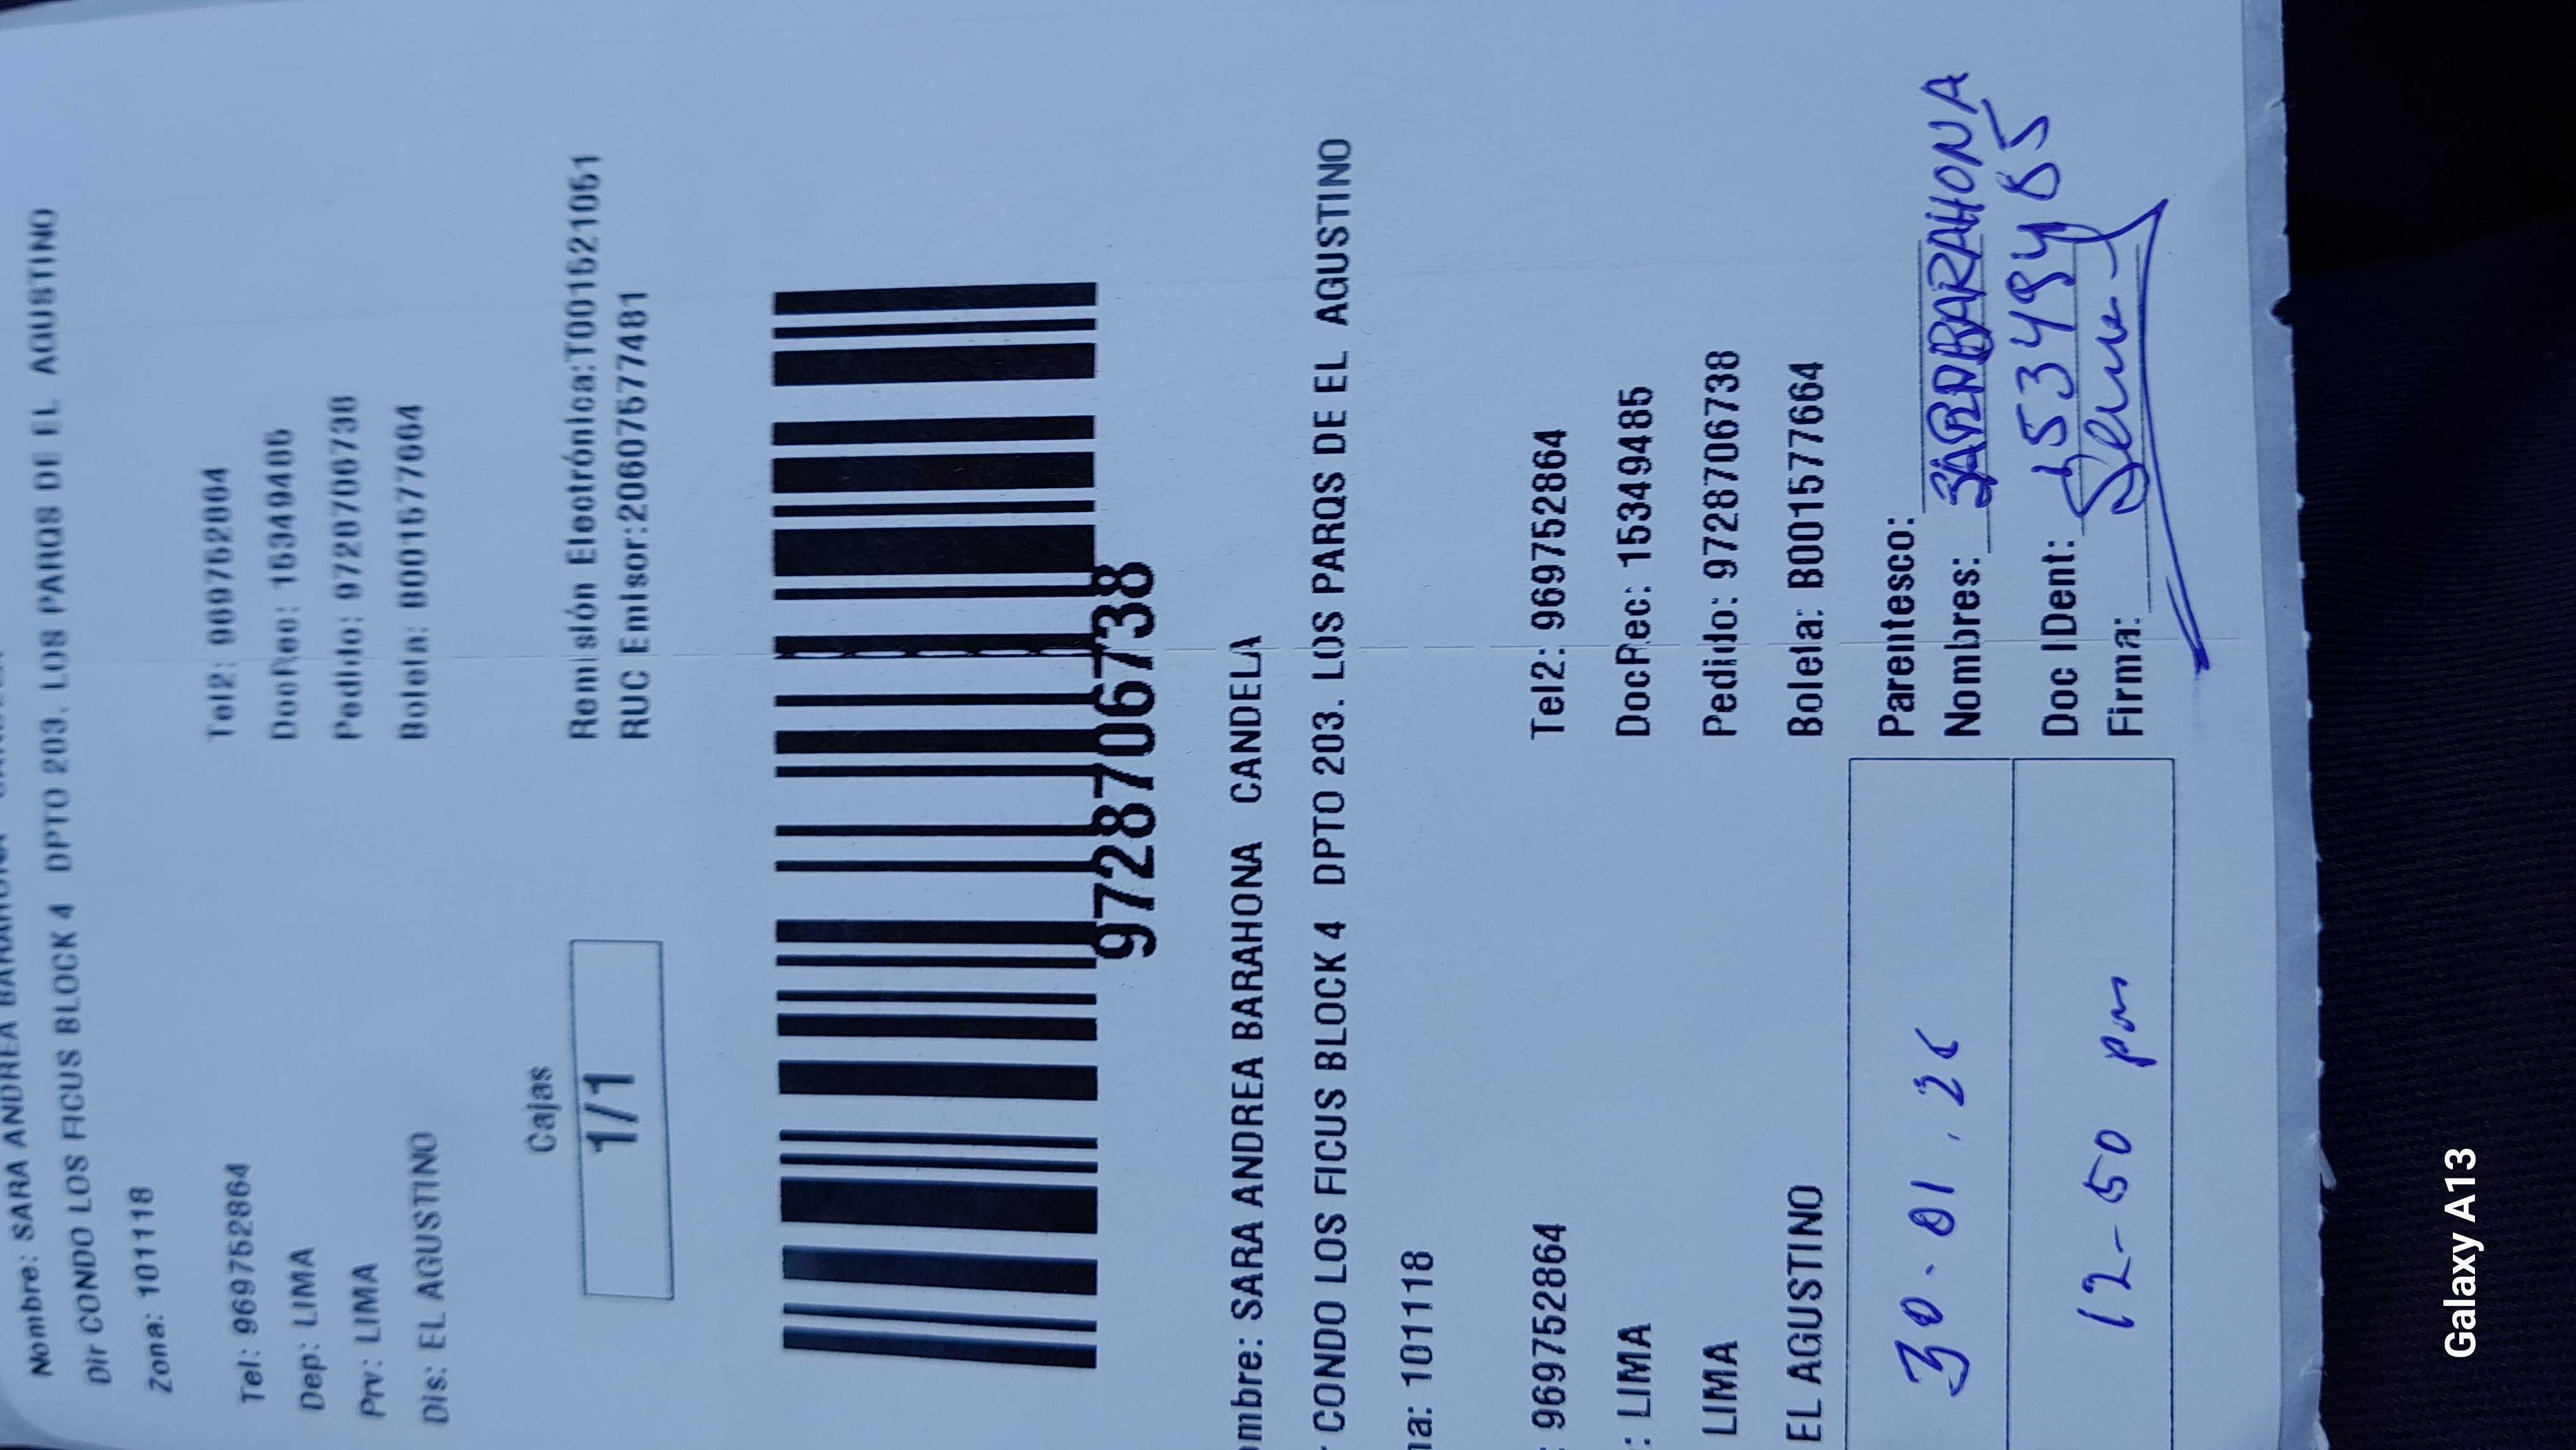 Nombre: SARA ANDREA BARAHONA
Dir CONDO LOS FICUS BLOCK 4 DPTO 203. LOS PARQS DE EL AGUSTINO
Zona: 101118
Tel: 969752864 Tel2: 969752864
Dep: LIMA DocRec: 15349485
Prv: LIMA Pedido: 9728706738
Dis: EL AGUSTINO Boleta: B001577664
Cajas
1/1
Remisión Electrónica:T001521051
RUC Emisor:20607577481
9728706738
ombre: SARA ANDREA BARAHONA CANDELA
CONDO LOS FICUS BLOCK 4 DPTO 203. LOS PARQS DE EL AGUSTINO
na: 101118
: 969752864 Tel2: 969752864
: LIMA DocRec: 15349485
LIMA Pedido: 9728706738
EL AGUSTINO Boleta: B001577664
30.01.26
12-50 pm
Parentesco:
Nombres: SARA BARAHONA
Doc IDent: 15349485
Firma:
Galaxy A13